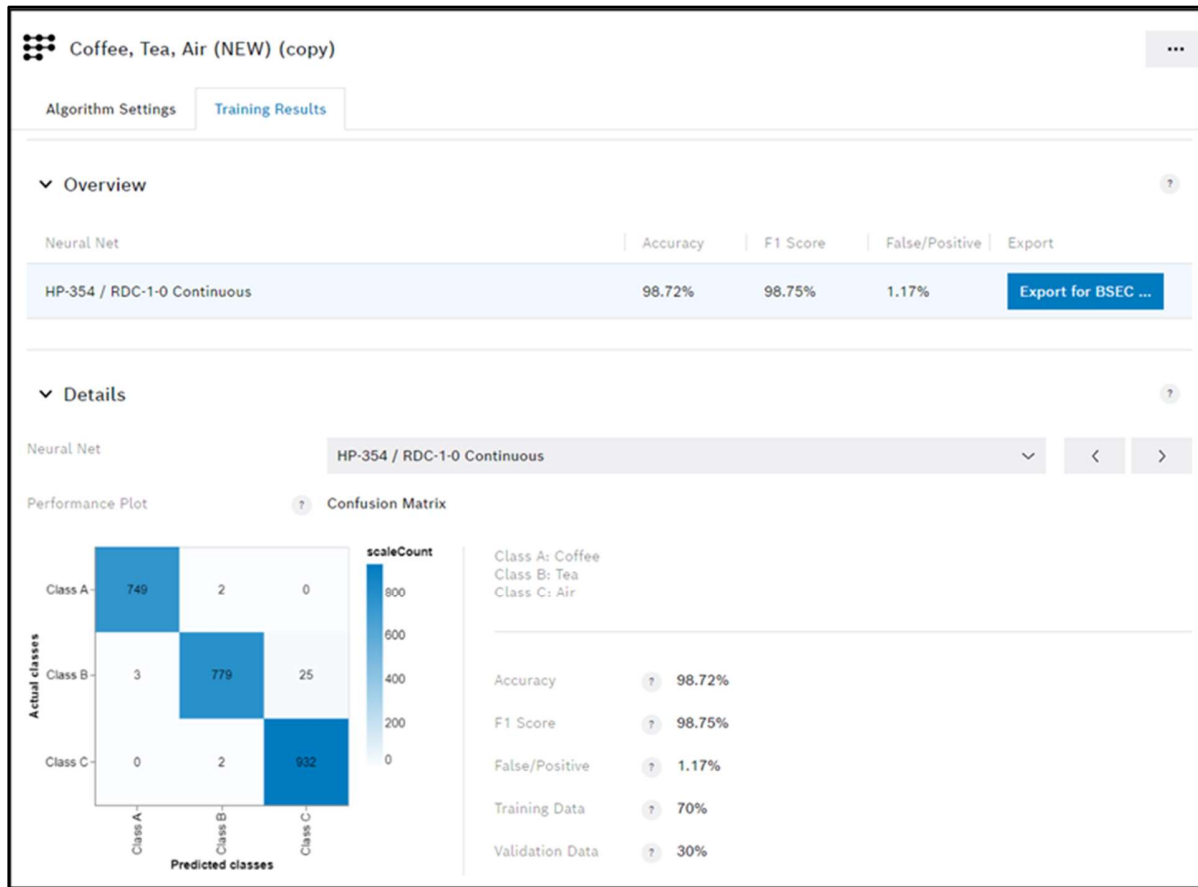 Coffee, Tea, Air (NEW) (copy)
...
Algorithm Settings Training Results
Overview ?
Neural Net Accuracy F1 Score False/Positive Export
HP-354 / RDC-1-0 Continuous 98.72% 98.75% 1.17% Export for BSEC ...
Details ?
Neural Net HP-354 / RDC-1-0 Continuous
Performance Plot ? Confusion Matrix
scaleCount
Class A 749 2 0
Class B 3 779 25
Class C 0 2 932
Actual classes
Class A Class B Class C
Predicted classes
800
600
400
200
0
Class A: Coffee
Class B: Tea
Class C: Air
Accuracy ? 98.72%
F1 Score ? 98.75%
False/Positive ? 1.17%
Training Data ? 70%
Validation Data ? 30%